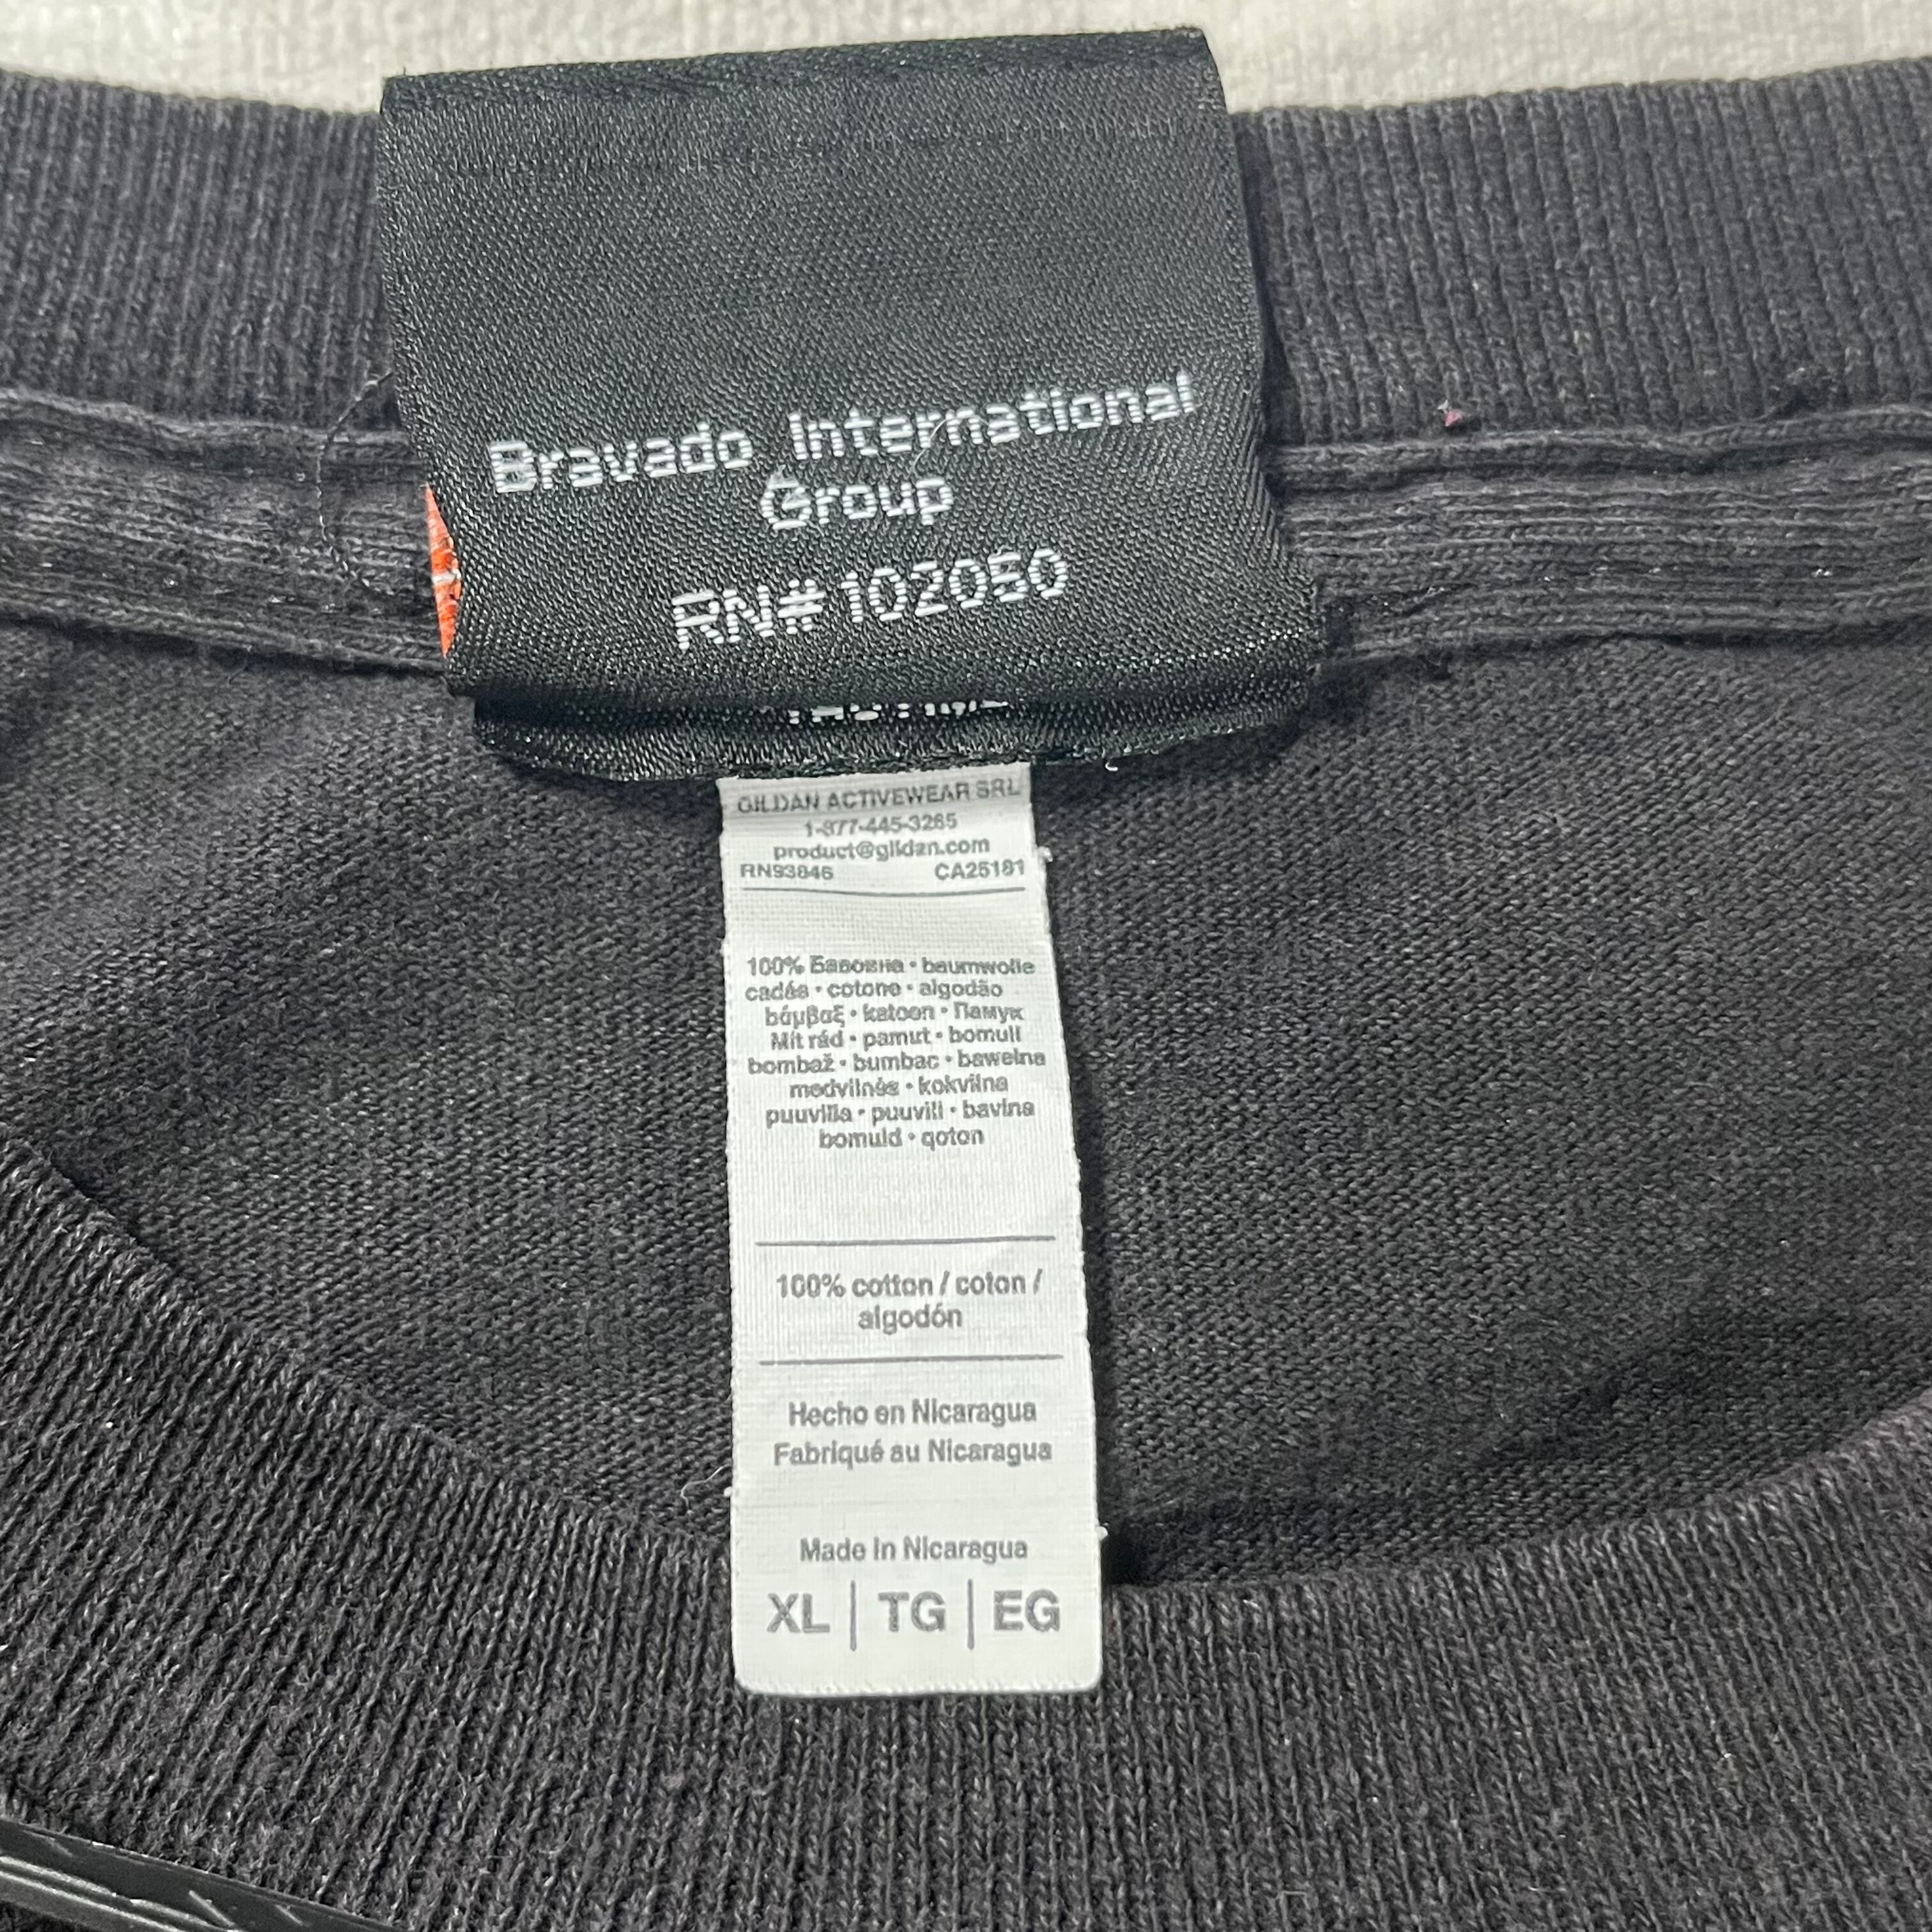 Bravado International
Group
RN# 102050
GILDAN ACTIVEWEAR SRL
1-877-445-3265
product@gildan.com
RN93846 CA25181
100% Бавовна • baumwolle
cadás • cotone • algodão
βάμβαξ • katoen • Памук
Mít rád • pamut • bomull
bombaž • bumbac • bawełna
medvilnės • kokvilna
puuvilla • puuvill • bavlna
bomuld • qoton
100% cotton / coton /
algodón
Hecho en Nicaragua
Fabriqué au Nicaragua
Made in Nicaragua
XL | TG | EG